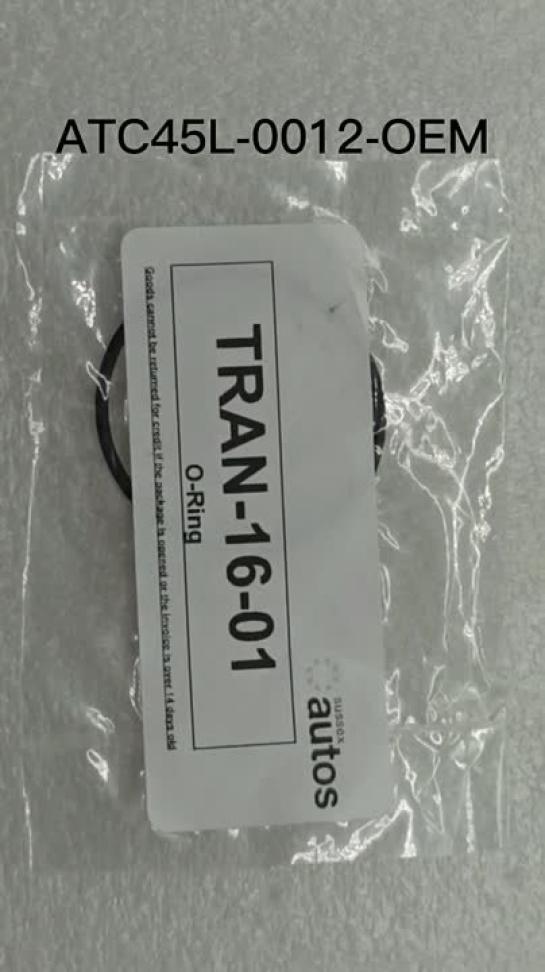 ATC45L-0012-OEM
sussex
autos
TRAN-16-01
O-Ring
Goods cannot be returned for credit if the package is opened or the invoice is over 14 days old